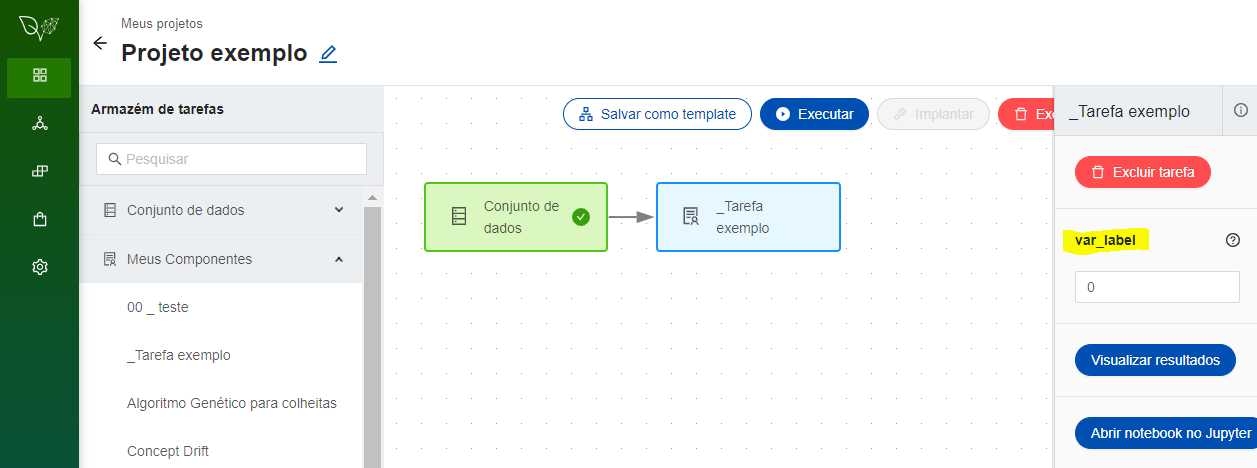 Meus projetos
Projeto exemplo
Armazém de tarefas
Pesquisar
Conjunto de dados
Meus Componentes
00 _ teste
_Tarefa exemplo
Algoritmo Genético para colheitas
Concept Drift
Salvar como template
Executar
Implantar
Conjunto de
dados
_Tarefa
exemplo
_Tarefa exemplo
Excluir tarefa
var_label
0
Visualizar resultados
Abrir notebook no Jupyter